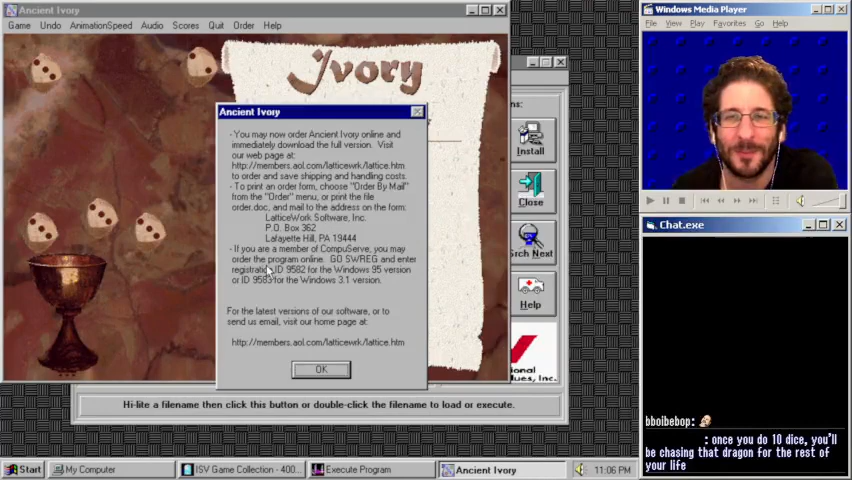 Ancient Ivory
Game Undo AnimationSpeed Audio Scores Quit Order Help
Ivory
Ancient Ivory
- You may now order Ancient Ivory online and
immediately download the full version. Visit
our web page at:
http://members.aol.com/latticewrk/lattice.htm
to order and save shipping and handling costs.
- To print an order form, choose "Order By Mail"
from the "Order" menu, or print the file
order.doc, and mail to the address on the form:
LatticeWork Software, Inc.
P.O. Box 362
Lafayette Hill, PA 19444
- If you are a member of CompuServe, you may
order the program online. GO SWREG and enter
registration ID 9582 for the Windows 95 version
or ID 9583 for the Windows 3.1 version.
For the latest versions of our software, or to
send us email, visit our home page at:
http://members.aol.com/latticewrk/lattice.htm
OK
ns:
Install
Close
Srch Next
Help
ional
ues, Inc.
Hi-lite a filename then click this button or double-click the filename to load or execute.
Windows Media Player
File View Play Favorites Go Help
Chat.exe
bboibebop:
: once you do 10 dice, you'll
be chasing that dragon for the rest of
your life
Start My Computer ISV Game Collection - 400... Execute Program Ancient Ivory 11:06 PM